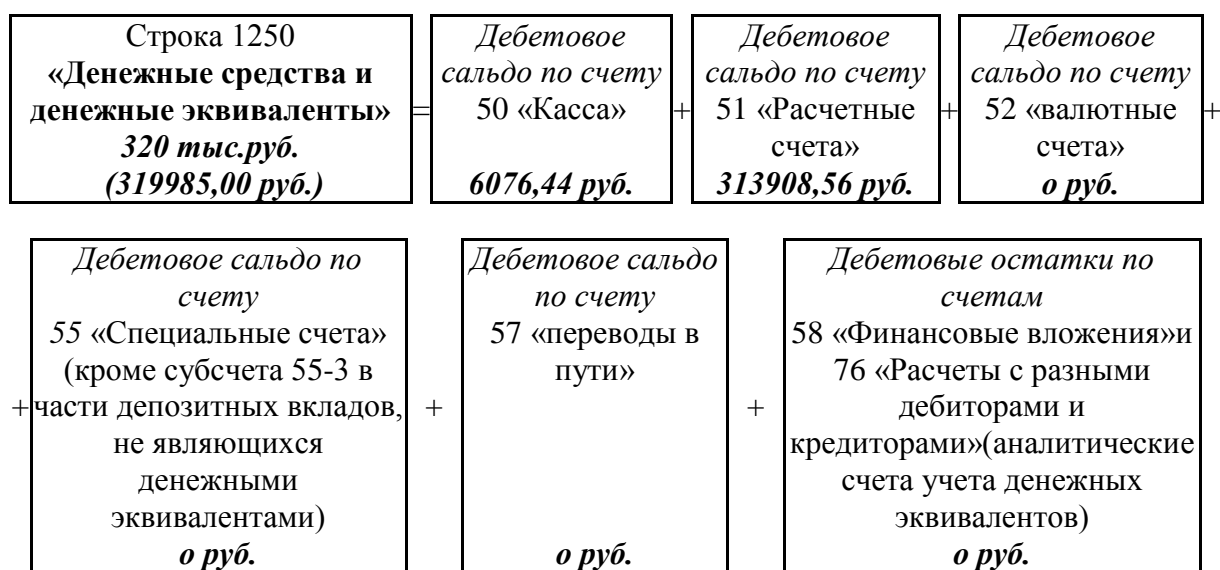 Строка 1250
«Денежные средства и
денежные эквиваленты»
320 тыс.руб.
(319985,00 руб.)
=
Дебетовое
сальдо по счету
50 «Касса»
6076,44 руб.
+
Дебетовое
сальдо по счету
51 «Расчетные
счета»
313908,56 руб.
+
Дебетовое
сальдо по счету
52 «валютные
счета»
о руб.
+
+
Дебетовое сальдо по
счету
55 «Специальные счета»
(кроме субсчета 55-3 в
части депозитных вкладов,
не являющихся
денежными
эквивалентами)
о руб.
+
Дебетовое сальдо
по счету
57 «переводы в
пути»
о руб.
+
Дебетовые остатки по
счетам
58 «Финансовые вложения»и
76 «Расчеты с разными
дебиторами и
кредиторами»(аналитические
счета учета денежных
эквивалентов)
о руб.